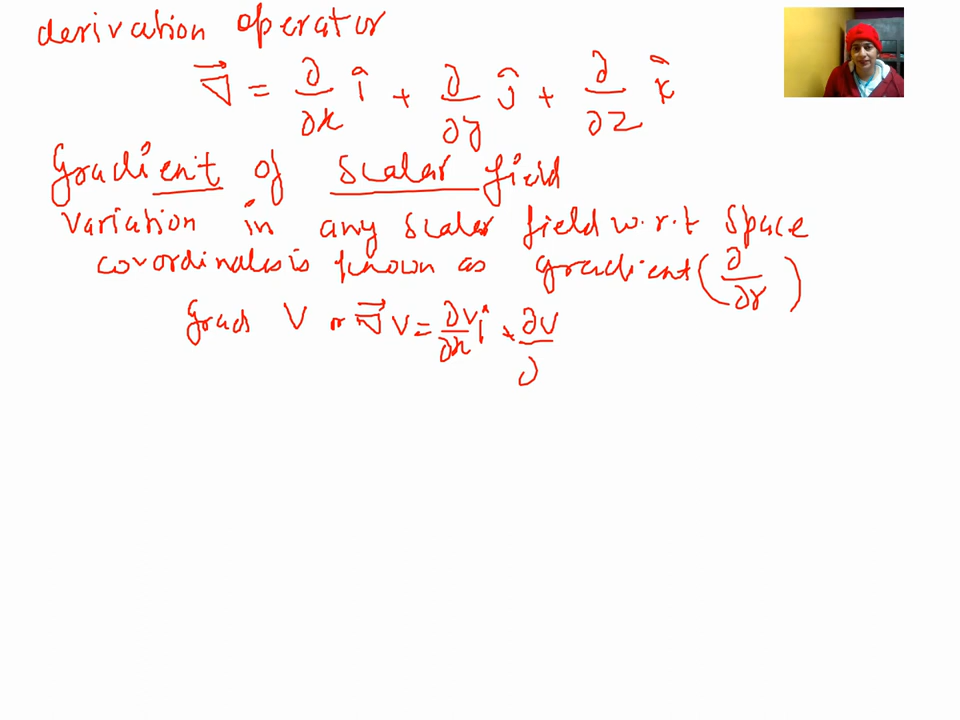 derivation operator
∇⃗ = ∂/∂x î + ∂/∂y ĵ + ∂/∂z k̂
Gradient of scalar field
variation in any scalar field w.r.t space
coordinates is known as gradient (∂/∂r)
grad V or ∇⃗V = ∂V/∂x î + ∂V/∂